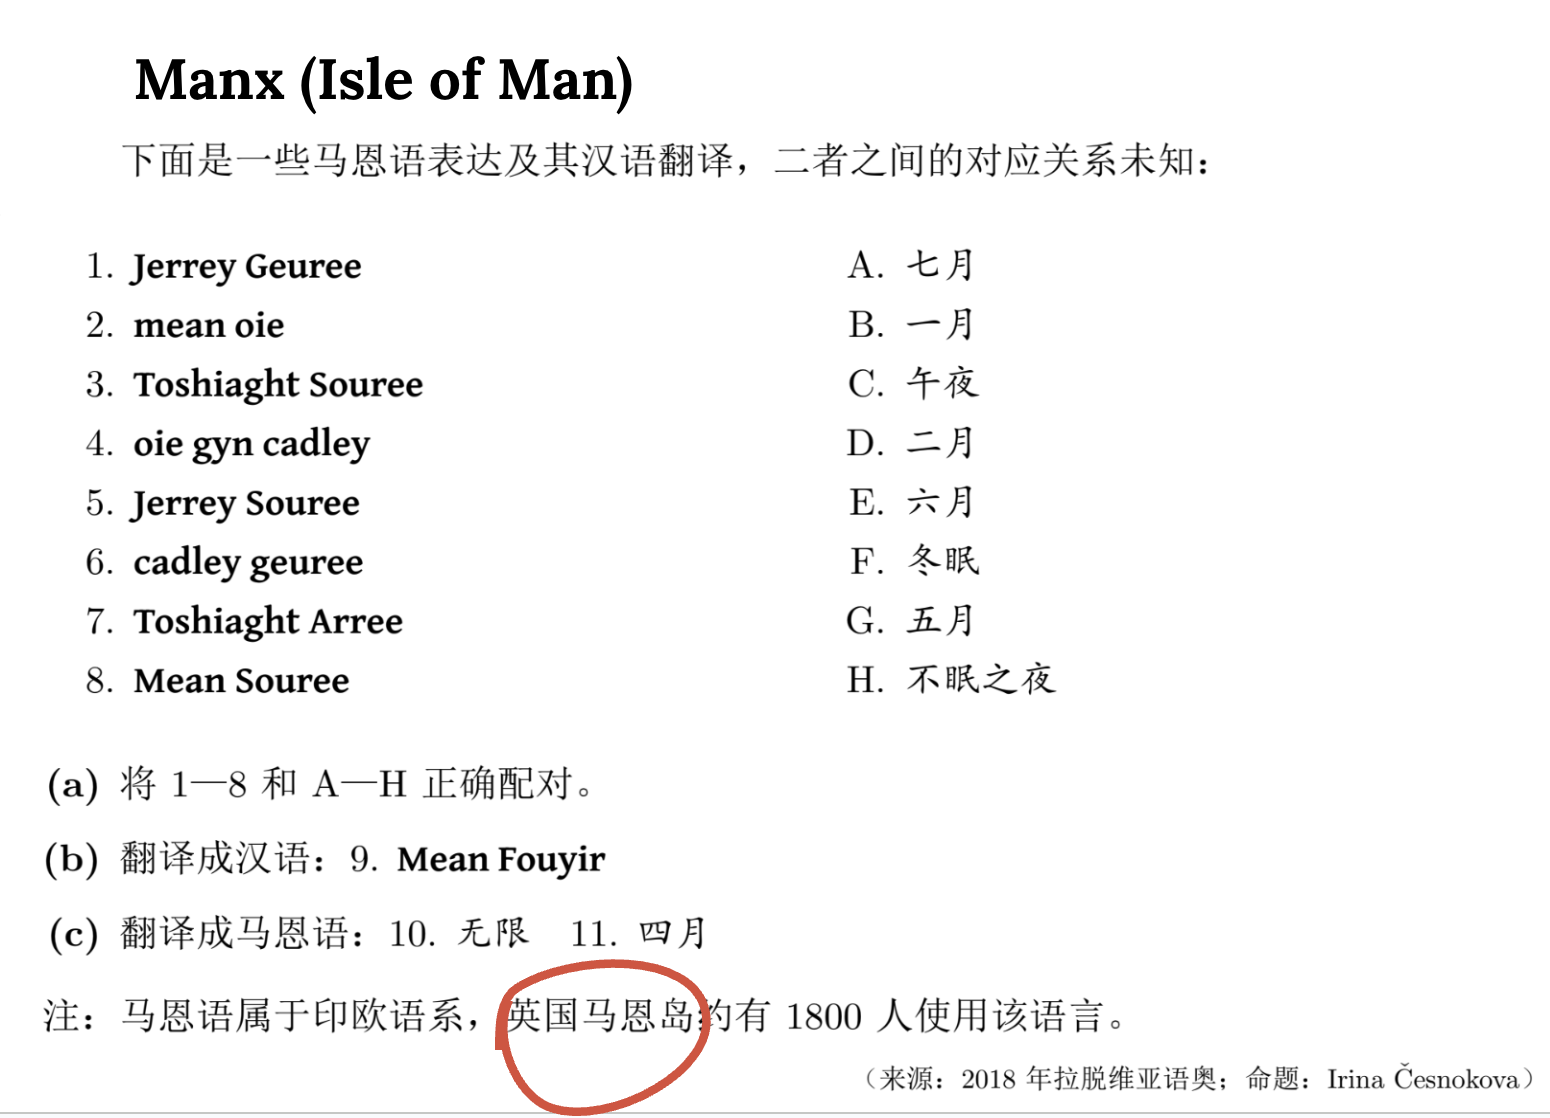 Manx (Isle of Man)
下面是一些马恩语表达及其汉语翻译，二者之间的对应关系未知：
1. Jerrey Geuree
A. 七月
2. mean oie
B. 一月
3. Toshiaght Souree
C. 午夜
4. oie gyn cadley
D. 二月
5. Jerrey Souree
E. 六月
6. cadley geuree
F. 冬眠
7. Toshiaght Arree
G. 五月
8. Mean Souree
H. 不眠之夜
(a) 将 1—8 和 A—H 正确配对。
(b) 翻译成汉语：9. Mean Fouyir
(c) 翻译成马恩语：10. 无限 11. 四月
注：马恩语属于印欧语系，英国马恩岛约有 1800 人使用该语言。
（来源：2018 年拉脱维亚语奥；命题：Irina Česnokova）